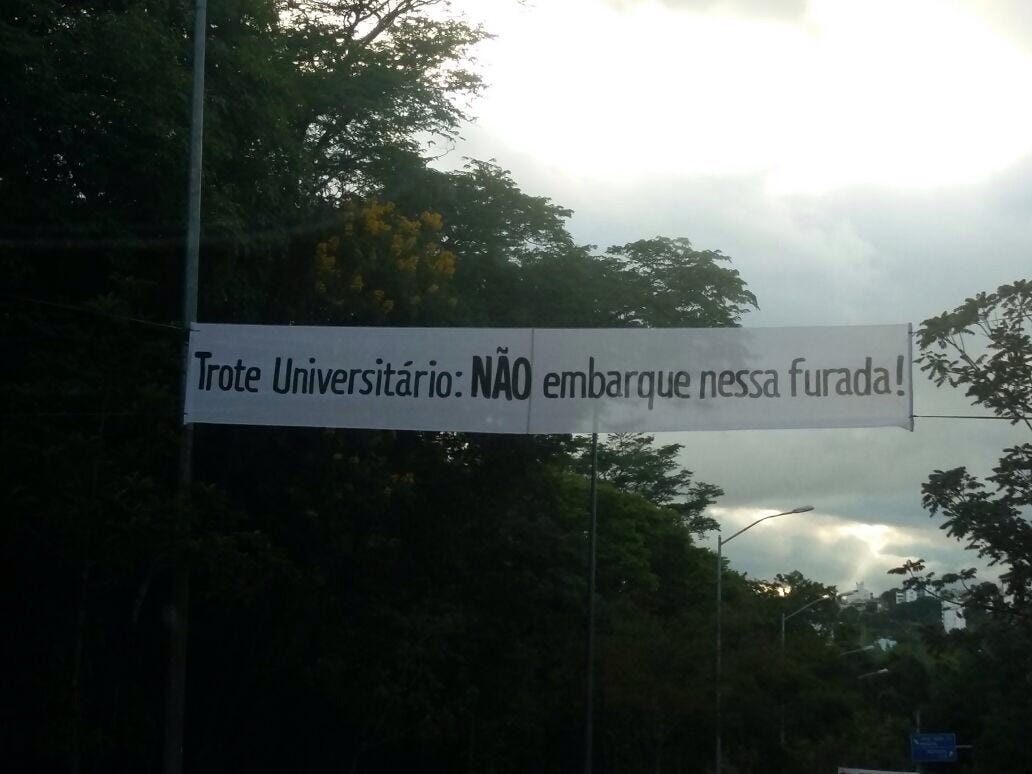 Trote Universitário: NÃO embarque nessa furada!